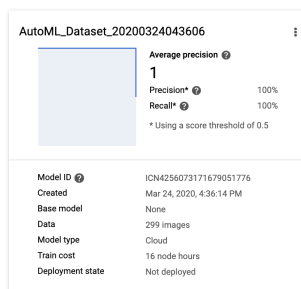 AutoML_Dataset_20200324043606
Average precision
1
Precision* 100%
Recall* 100%
* Using a score threshold of 0.5
Model ID ICN4256073171679051776
Created Mar 24, 2020, 4:36:14 PM
Base model None
Data 299 images
Model type Cloud
Train cost 16 node hours
Deployment state Not deployed